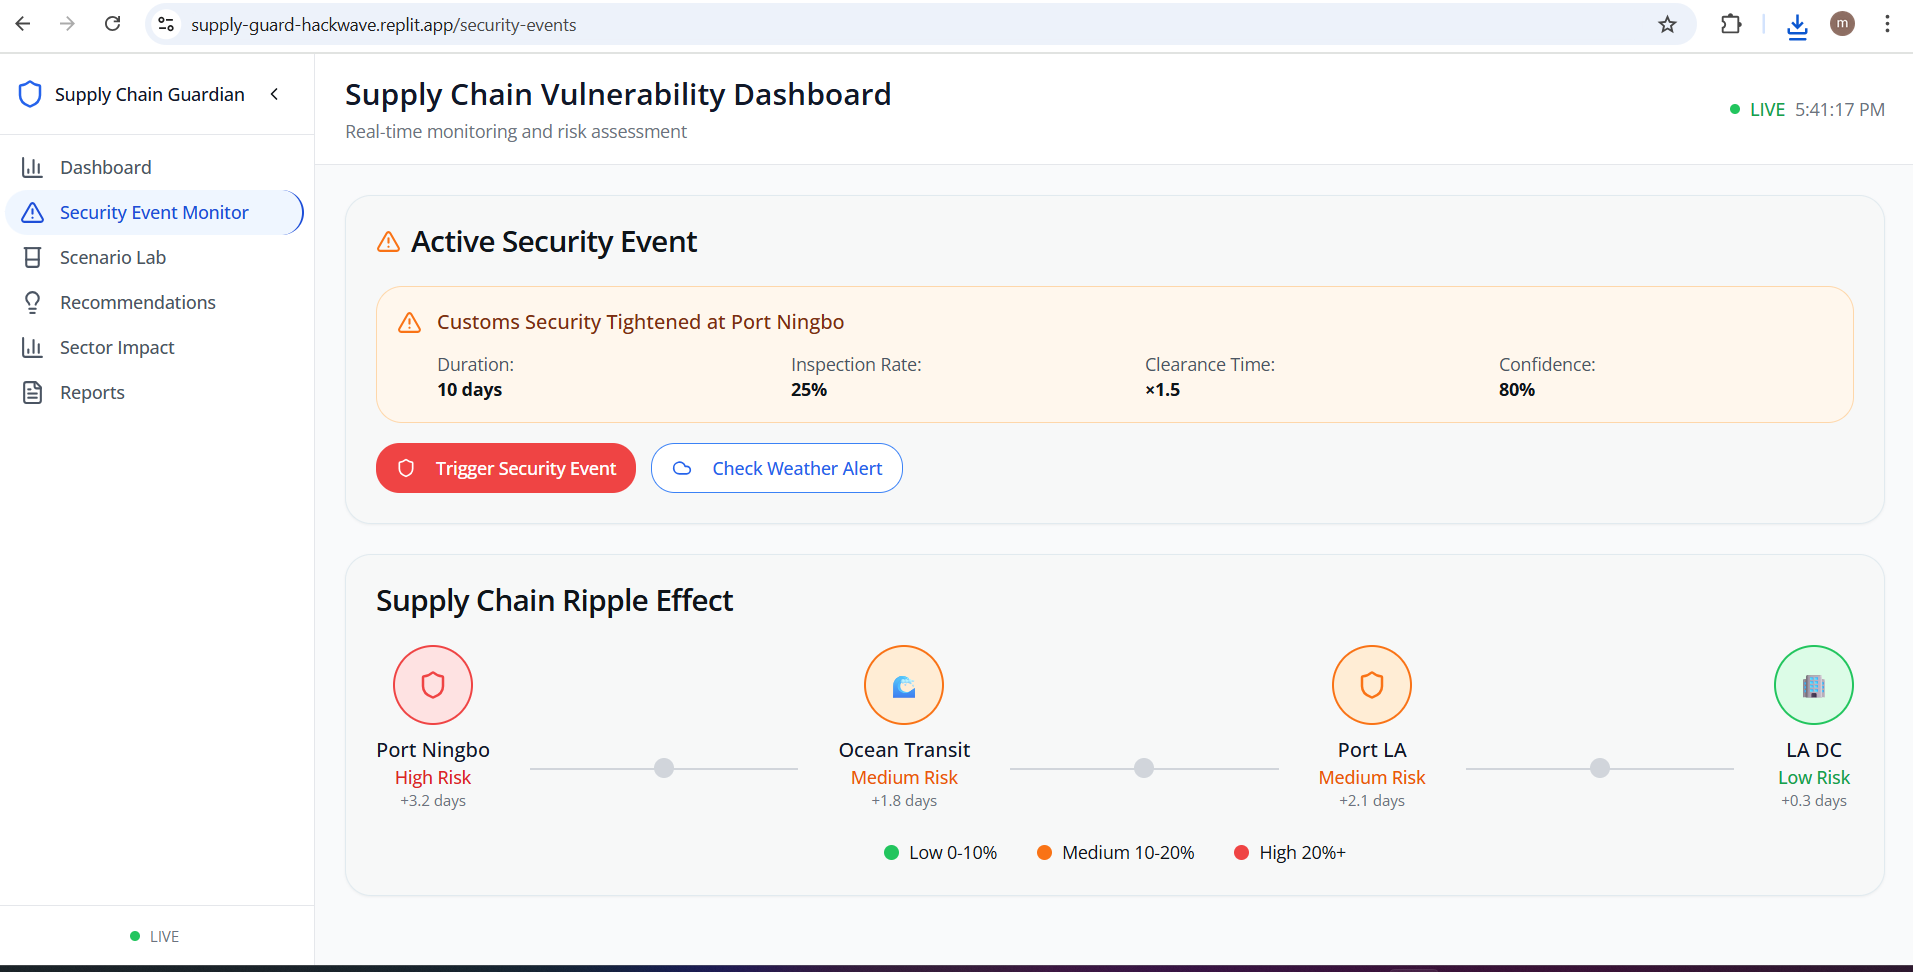 supply-guard-hackwave.replit.app/security-events
m
Supply Chain Guardian
Dashboard
Security Event Monitor
Scenario Lab
Recommendations
Sector Impact
Reports
LIVE
Supply Chain Vulnerability Dashboard
Real-time monitoring and risk assessment
LIVE 5:41:17 PM
Active Security Event
Customs Security Tightened at Port Ningbo
Duration: Inspection Rate: Clearance Time: Confidence:
10 days 25% ×1.5 80%
Trigger Security Event Check Weather Alert
Supply Chain Ripple Effect
Port Ningbo Ocean Transit Port LA LA DC
High Risk Medium Risk Medium Risk Low Risk
+3.2 days +1.8 days +2.1 days +0.3 days
Low 0-10% Medium 10-20% High 20%+